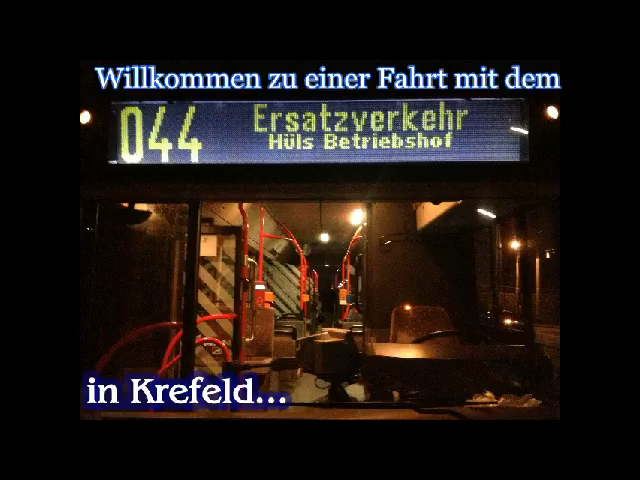 Willkommen zu einer Fahrt mit dem
044 Ersatzverkehr
Hüls Betriebshof
in Krefeld...